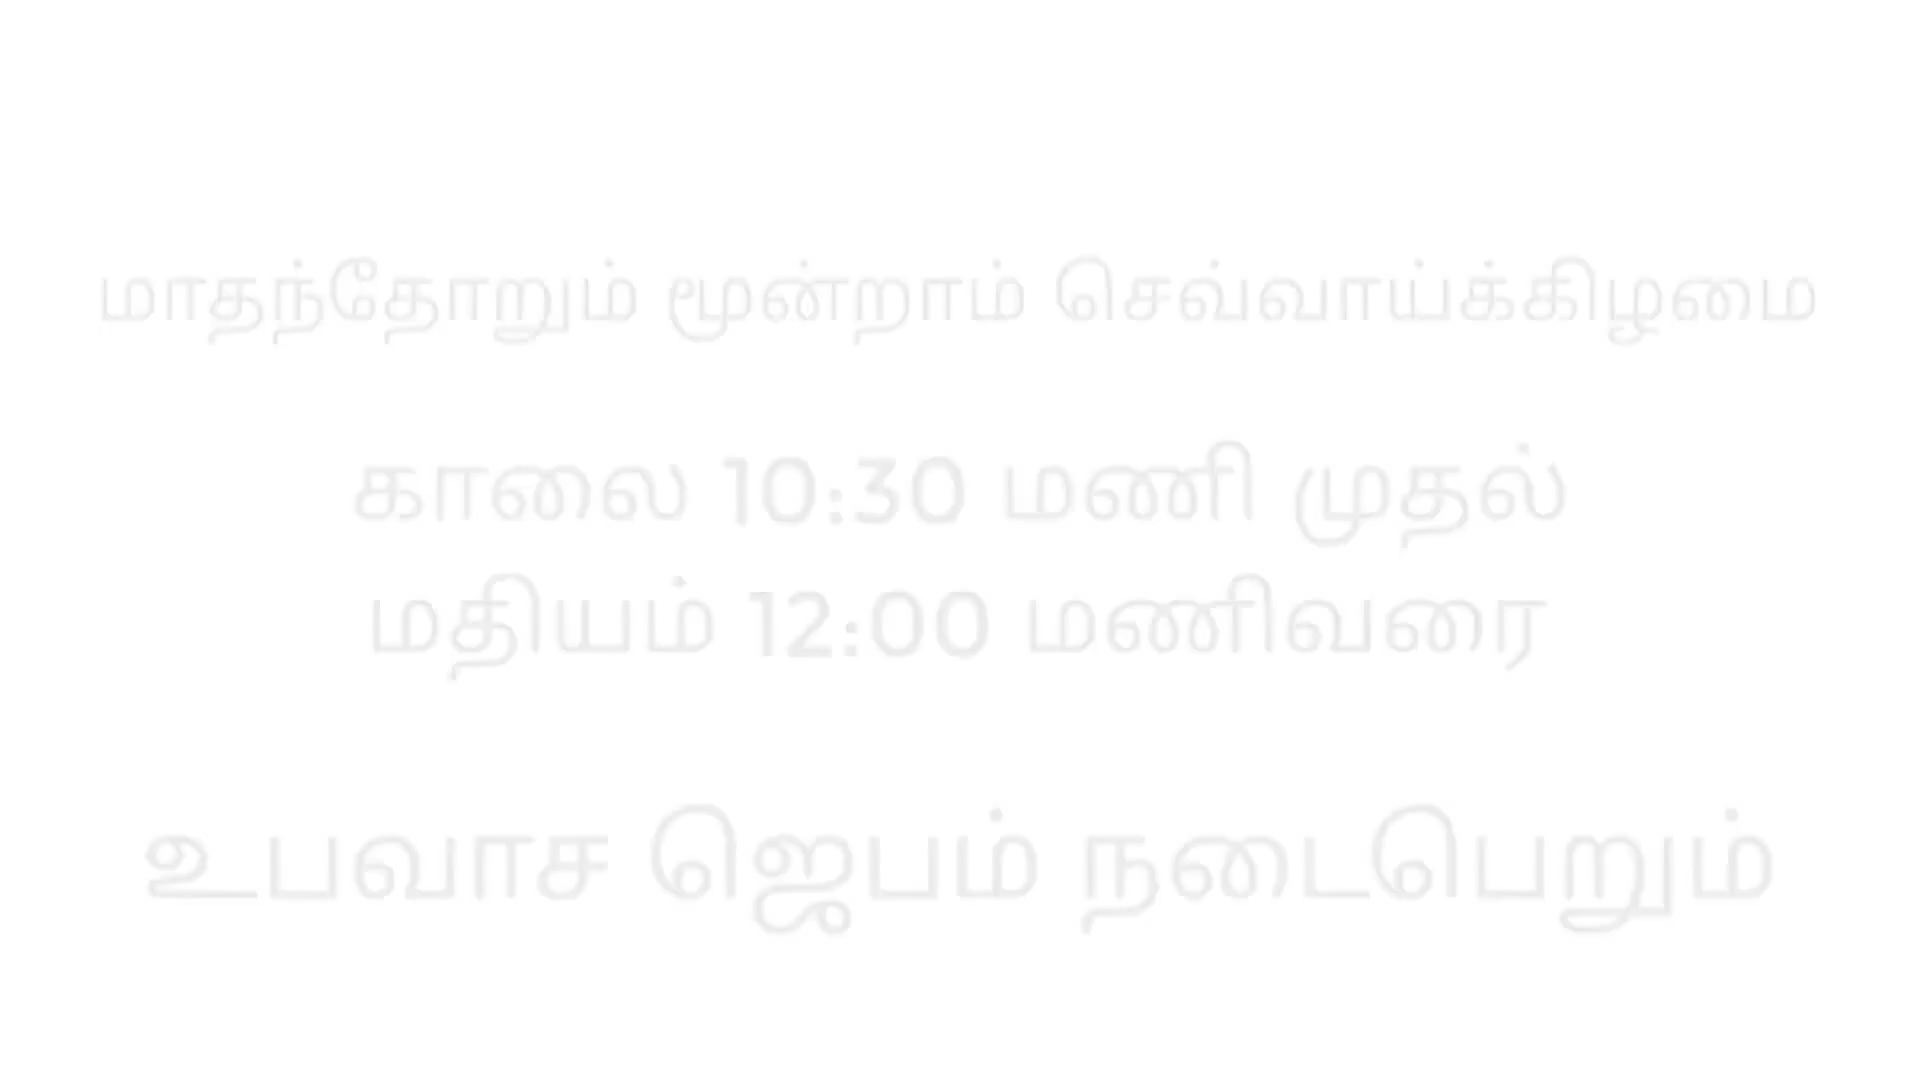 மாதந்தோறும் மூன்றாம் செவ்வாய்க்கிழமை
காலை 10:30 மணி முதல்
மதியம் 12:00 மணிவரை
உபவாச ஜெபம் நடைபெறும்